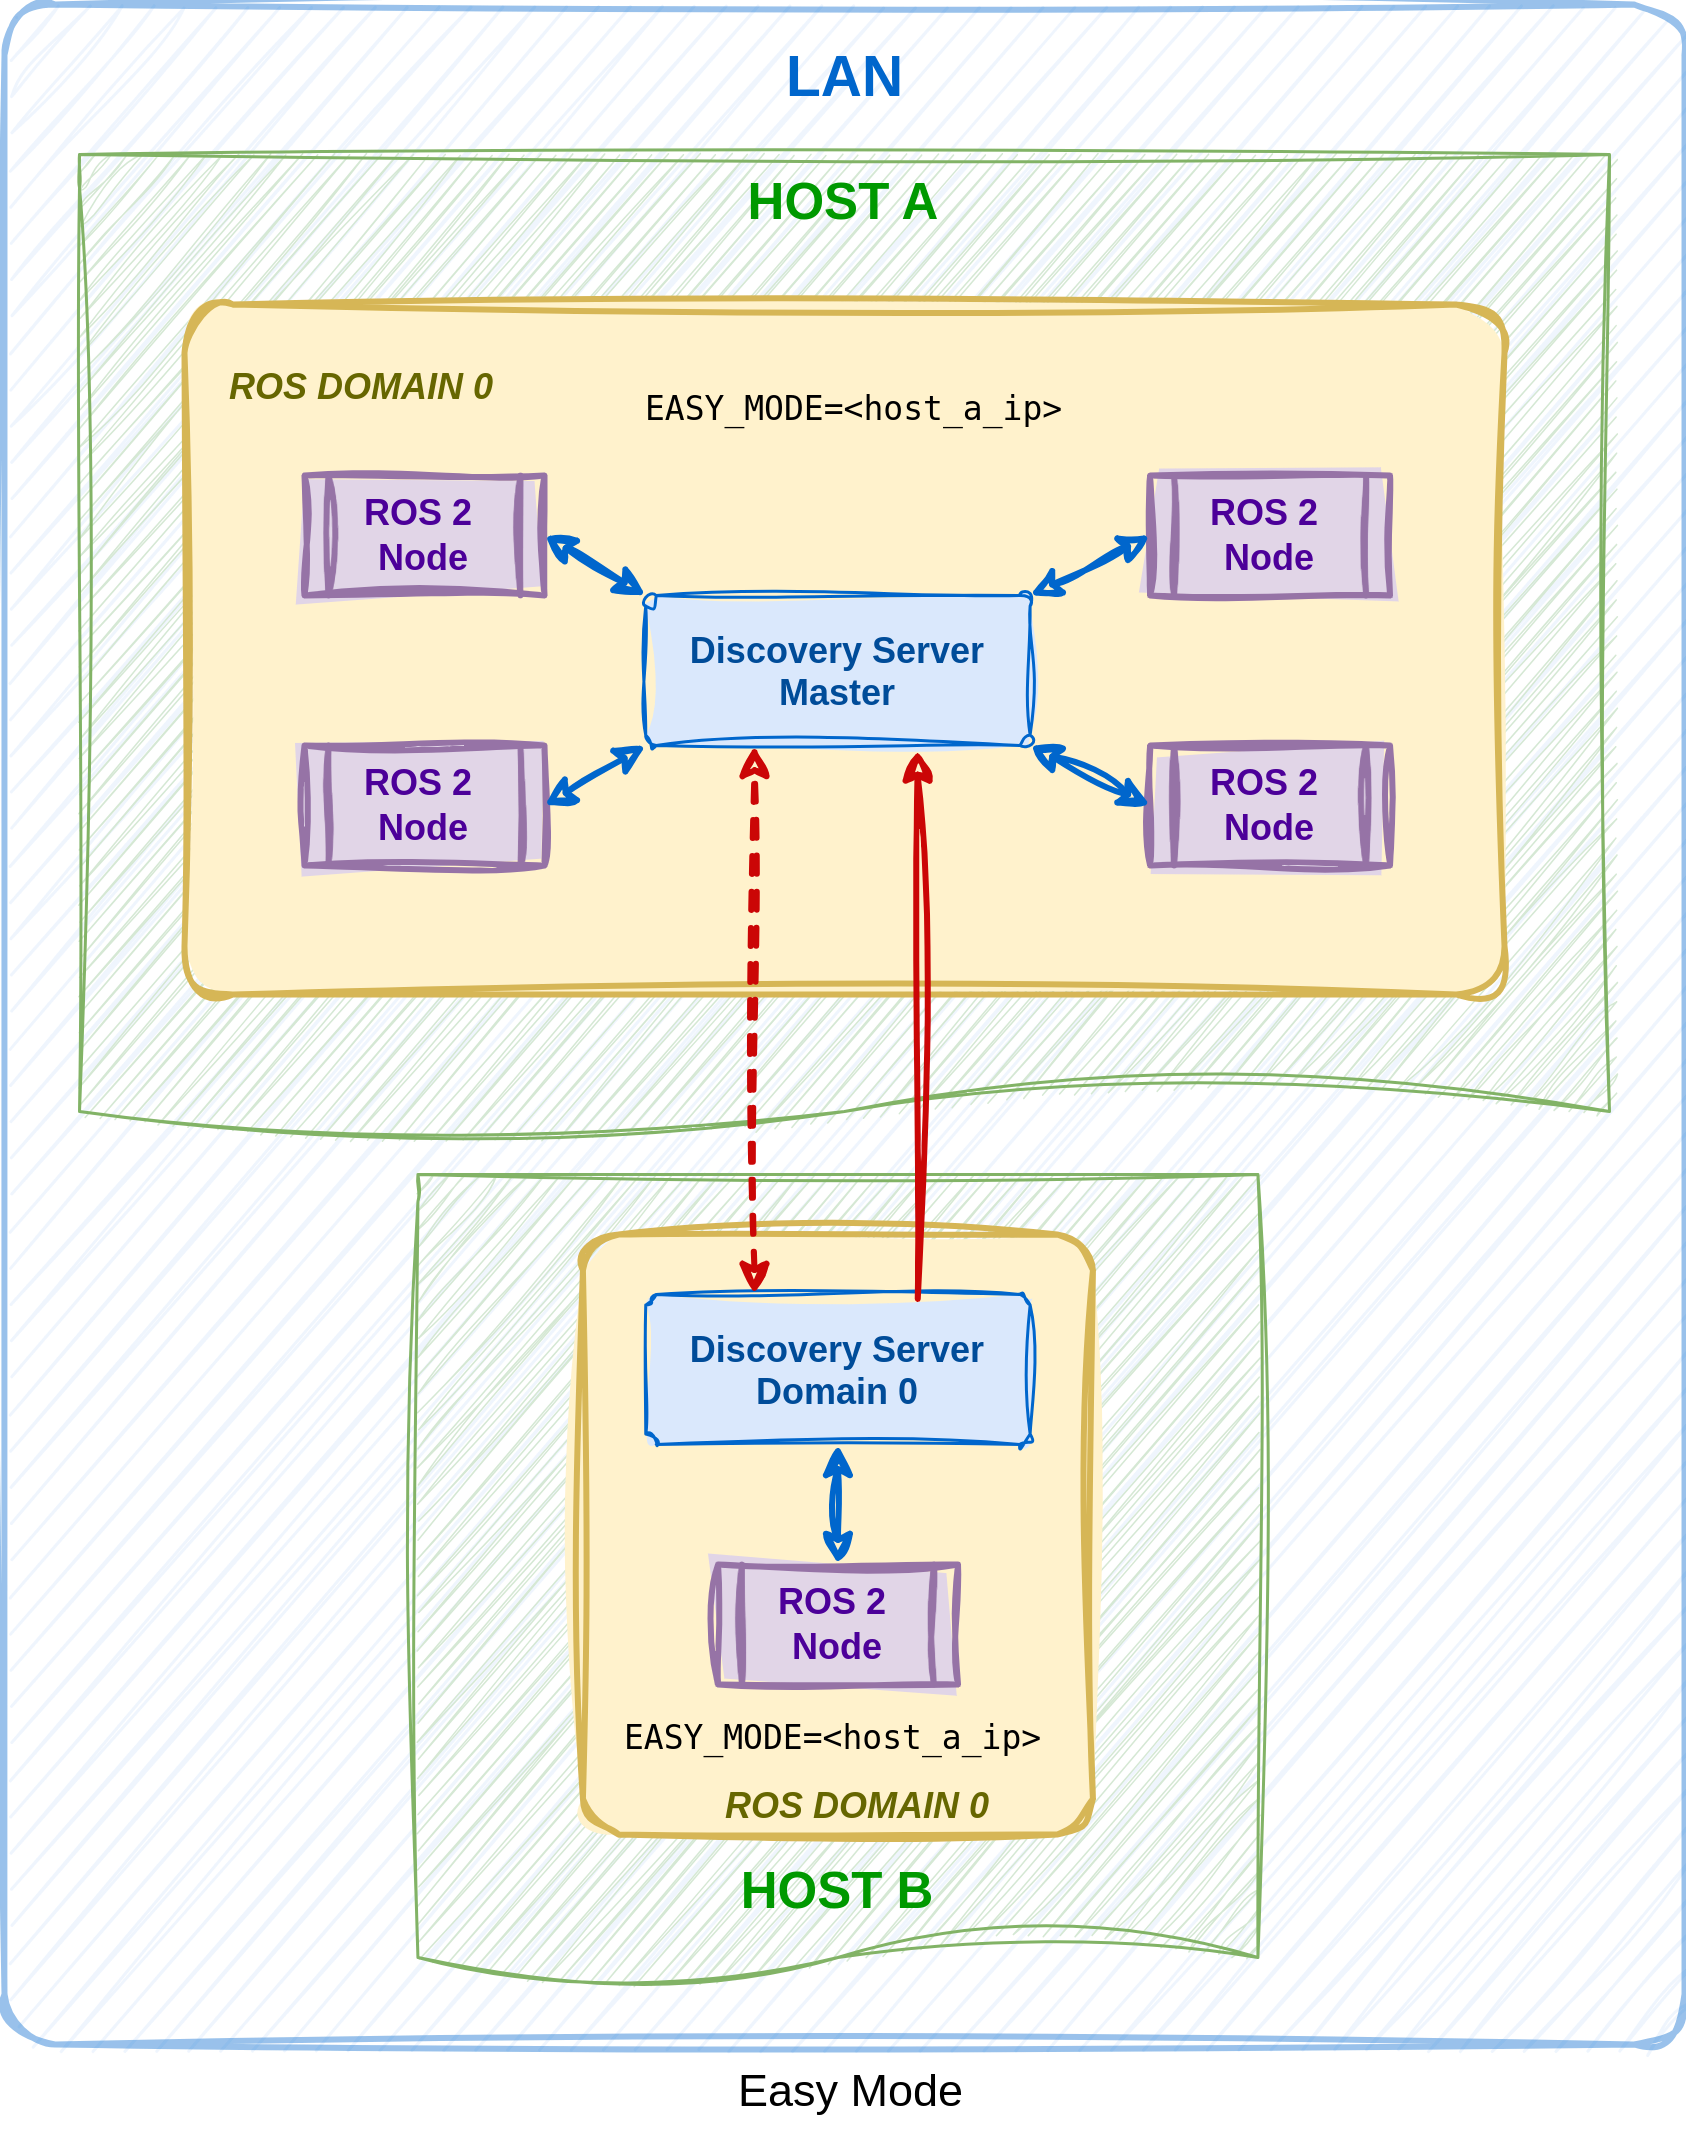 LAN
HOST A
ROS DOMAIN 0
EASY_MODE=<host_a_ip>
ROS 2
Node
ROS 2
Node
Discovery Server
Master
ROS 2
Node
ROS 2
Node
Discovery Server
Domain 0
ROS 2
Node
EASY_MODE=<host_a_ip>
ROS DOMAIN 0
HOST B
Easy Mode